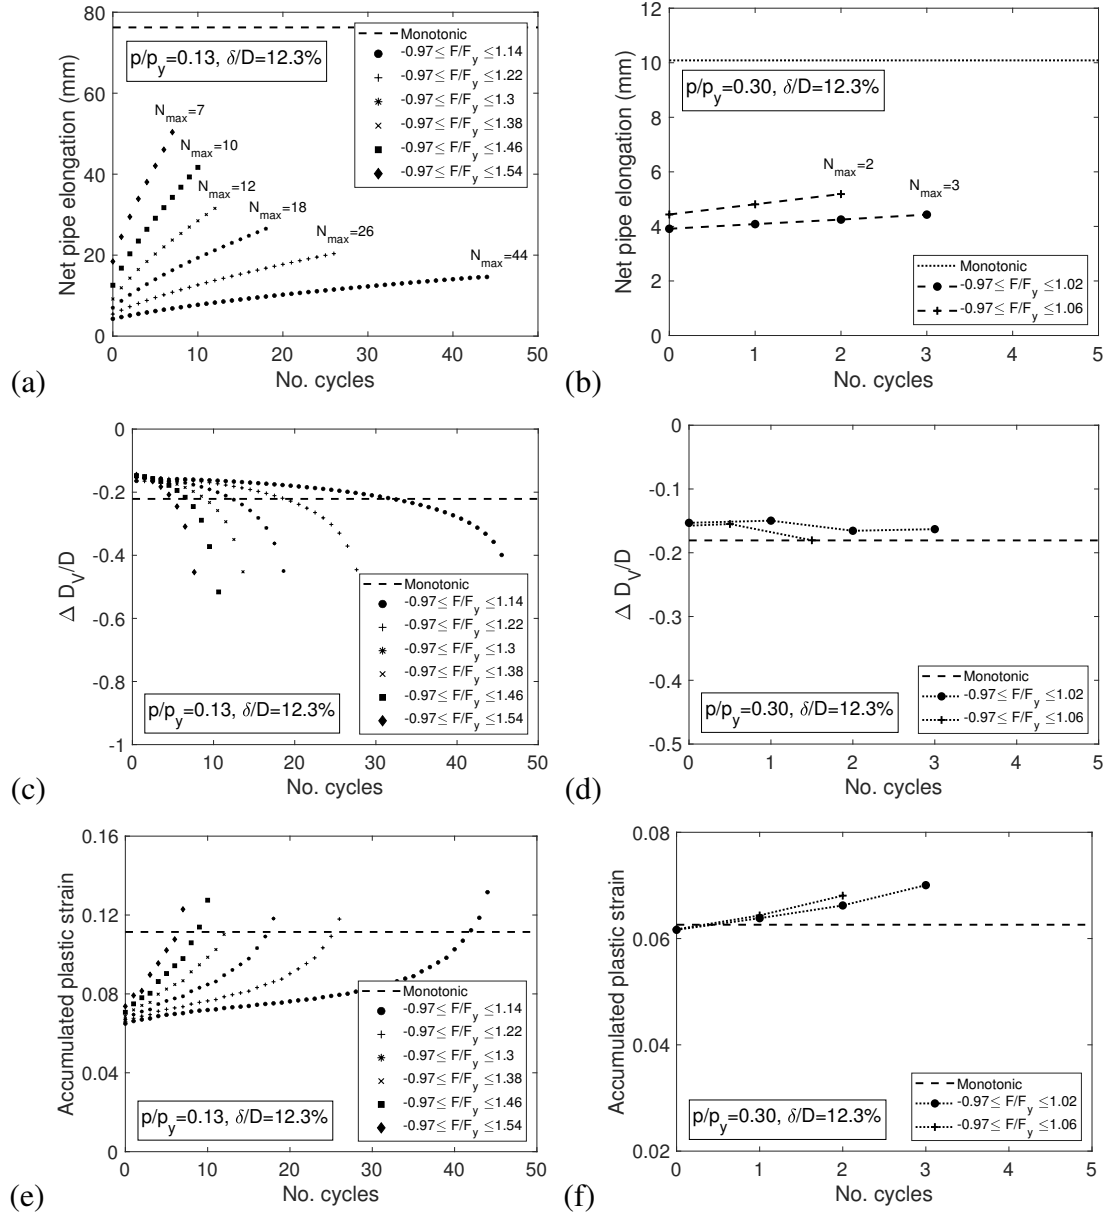 80
60
40
20
0
Net pipe elongation (mm)
p/p_y=0.13, δ/D=12.3%
Monotonic
-0.97≤ F/F_y ≤1.14
-0.97≤ F/F_y ≤1.22
-0.97≤ F/F_y ≤1.3
-0.97≤ F/F_y ≤1.38
-0.97≤ F/F_y ≤1.46
-0.97≤ F/F_y ≤1.54
N_max=7
N_max=10
N_max=12
N_max=18
N_max=26
N_max=44
0 10 20 30 40 50
No. cycles
(a)
12
10
8
6
4
2
0
Net pipe elongation (mm)
p/p_y=0.30, δ/D=12.3%
N_max=2
N_max=3
Monotonic
-0.97≤ F/F_y ≤1.02
-0.97≤ F/F_y ≤1.06
0 1 2 3 4 5
No. cycles
(b)
0
-0.2
-0.4
-0.6
-0.8
-1
Δ D_V/D
Monotonic
-0.97≤ F/F_y ≤1.14
-0.97≤ F/F_y ≤1.22
-0.97≤ F/F_y ≤1.3
-0.97≤ F/F_y ≤1.38
-0.97≤ F/F_y ≤1.46
-0.97≤ F/F_y ≤1.54
p/p_y=0.13, δ/D=12.3%
0 10 20 30 40 50
No. cycles
(c)
0
-0.1
-0.2
-0.3
-0.4
-0.5
Δ D_V/D
Monotonic
-0.97≤ F/F_y ≤1.02
-0.97≤ F/F_y ≤1.06
p/p_y=0.30, δ/D=12.3%
0 1 2 3 4 5
No. cycles
(d)
0.16
0.12
0.08
0.04
0
Accumulated plastic strain
Monotonic
-0.97≤ F/F_y ≤1.14
-0.97≤ F/F_y ≤1.22
-0.97≤ F/F_y ≤1.3
-0.97≤ F/F_y ≤1.38
-0.97≤ F/F_y ≤1.46
-0.97≤ F/F_y ≤1.54
p/p_y=0.13, δ/D=12.3%
0 10 20 30 40 50
No. cycles
(e)
0.08
0.06
0.04
0.02
Accumulated plastic strain
Monotonic
-0.97≤ F/F_y ≤1.02
-0.97≤ F/F_y ≤1.06
p/p_y=0.30, δ/D=12.3%
0 1 2 3 4 5
No. cycles
(f)